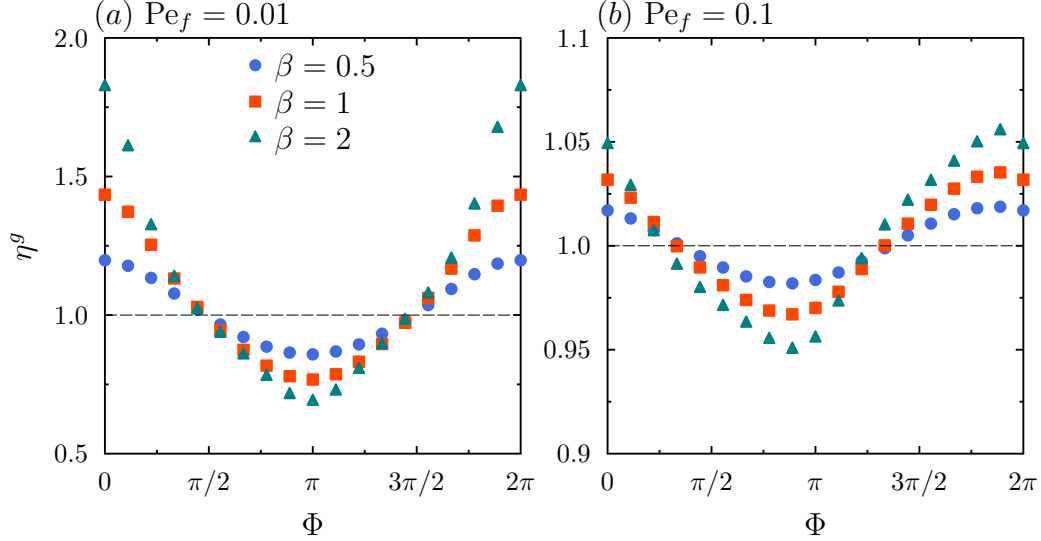 (a) Pe_f = 0.01
(b) Pe_f = 0.1
η^g
2.0
1.5
1.0
0.5
β = 0.5
β = 1
β = 2
0 π/2 π 3π/2 2π
Φ
1.1
1.05
1.0
0.95
0.9
0 π/2 π 3π/2 2π
Φ